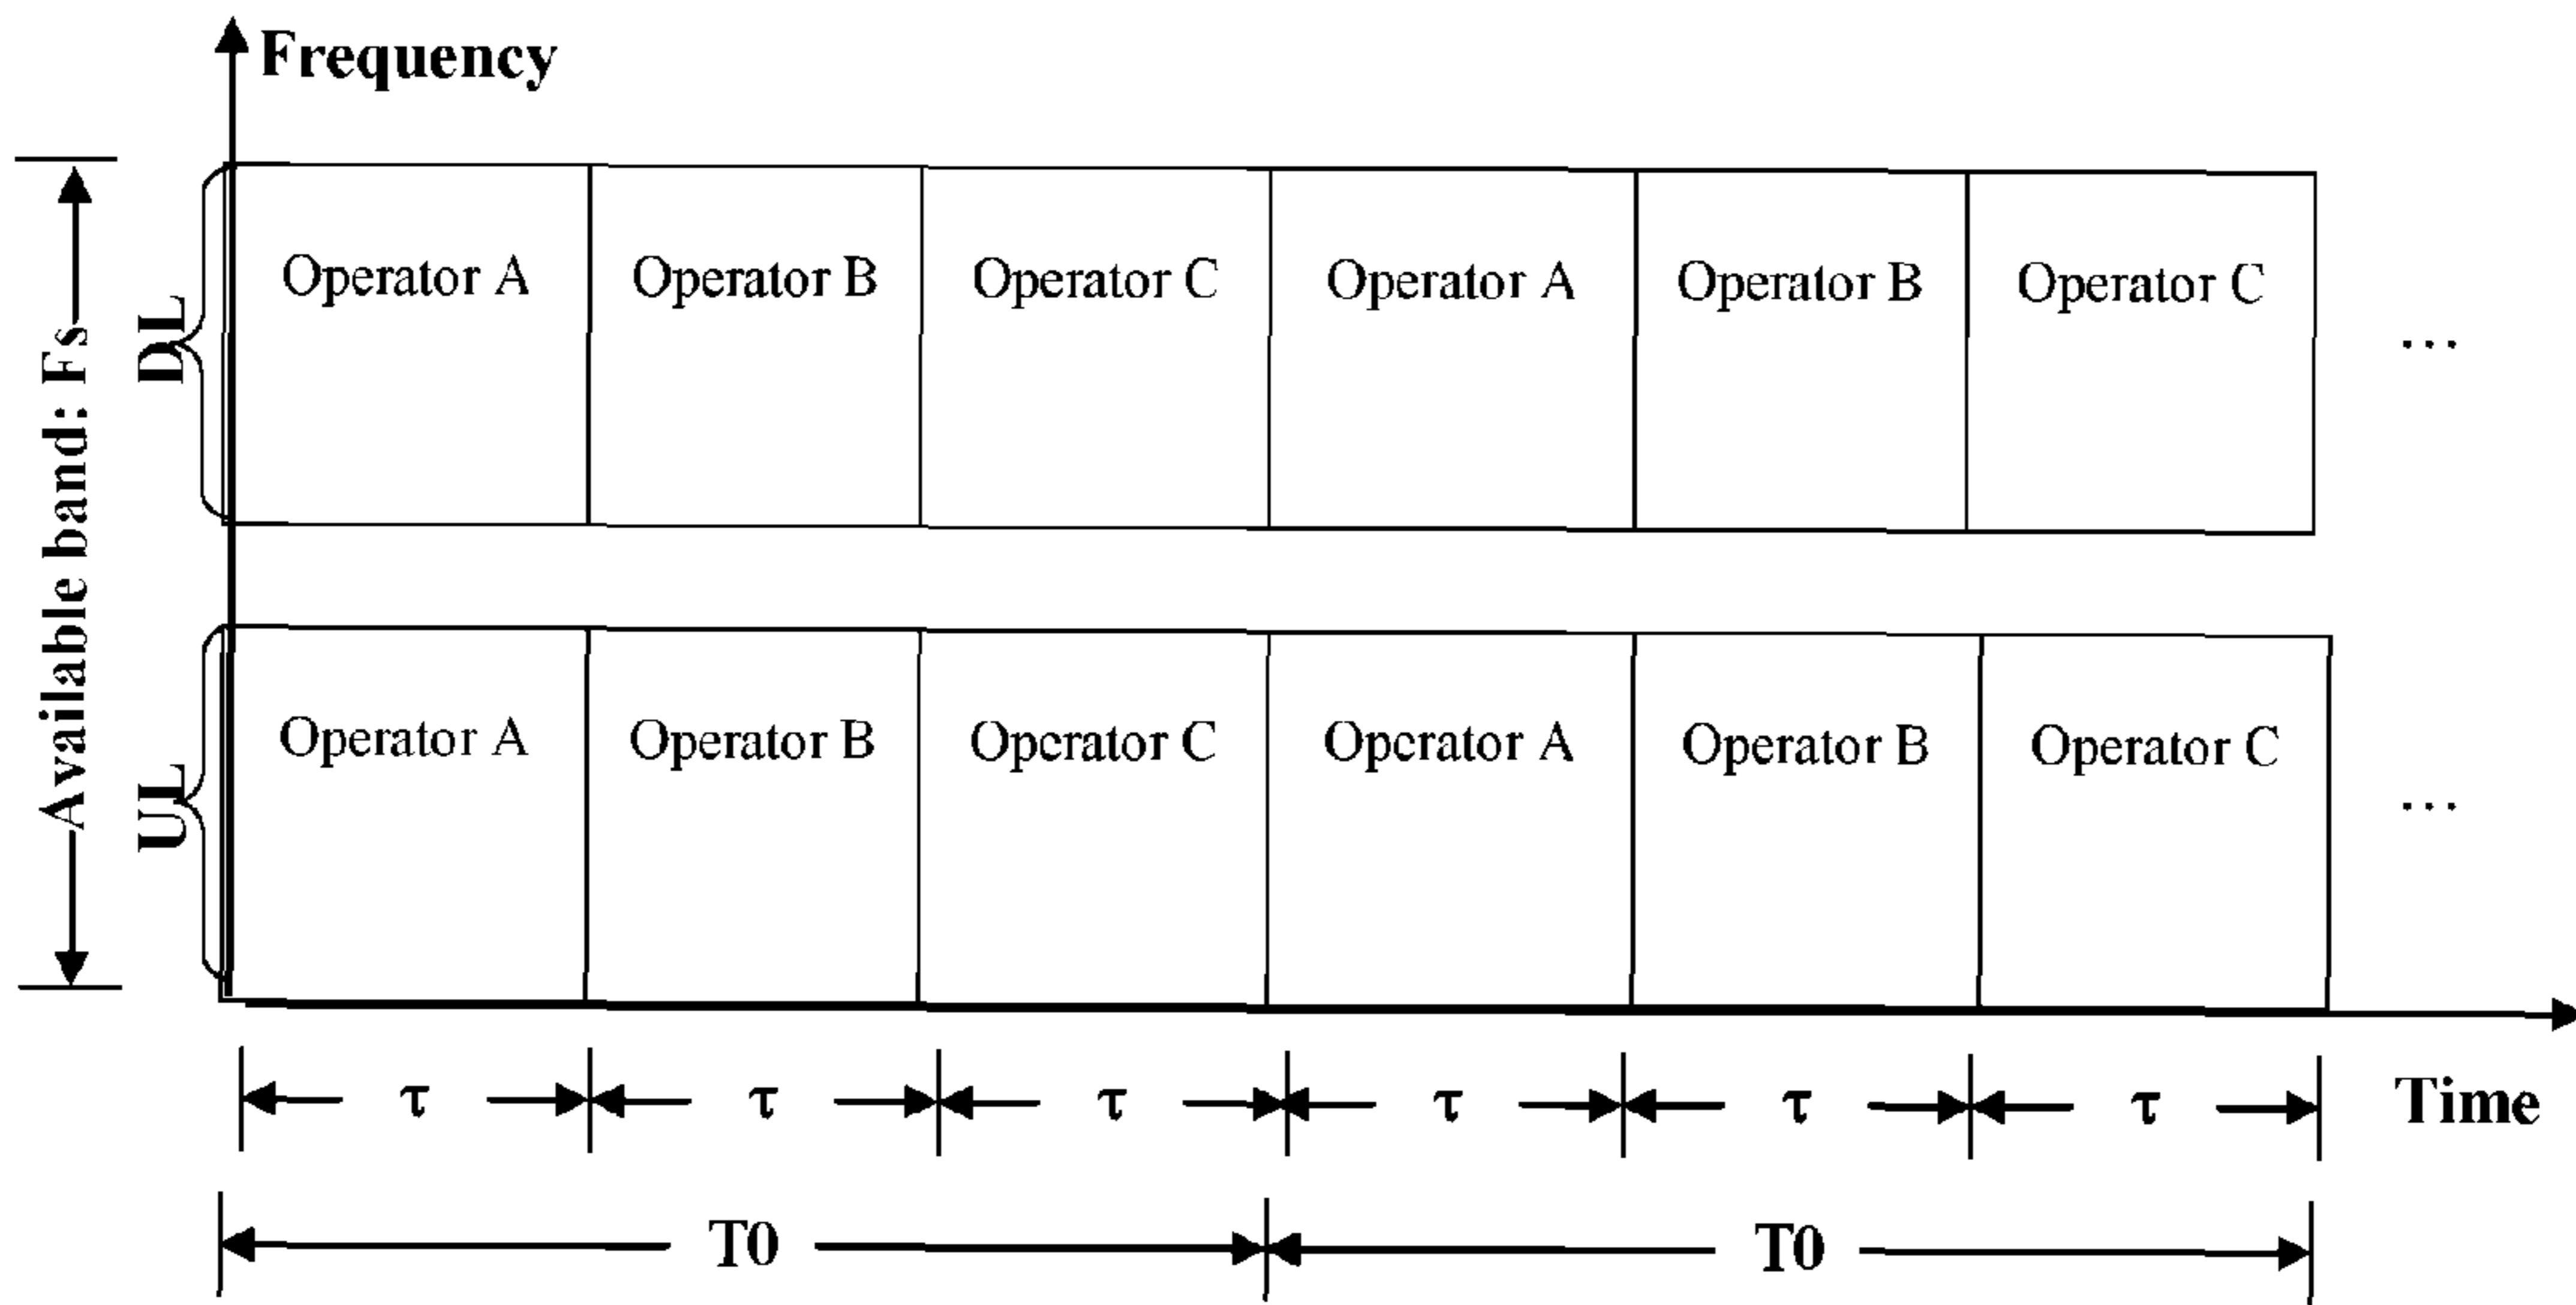 Frequency
Available band: Fs
DL
Operator A Operator B Operator C Operator A Operator B Operator C
...
UL
Operator A Operator B Operator C Operator A Operator B Operator C
...
τ τ τ τ τ τ Time
T0 T0